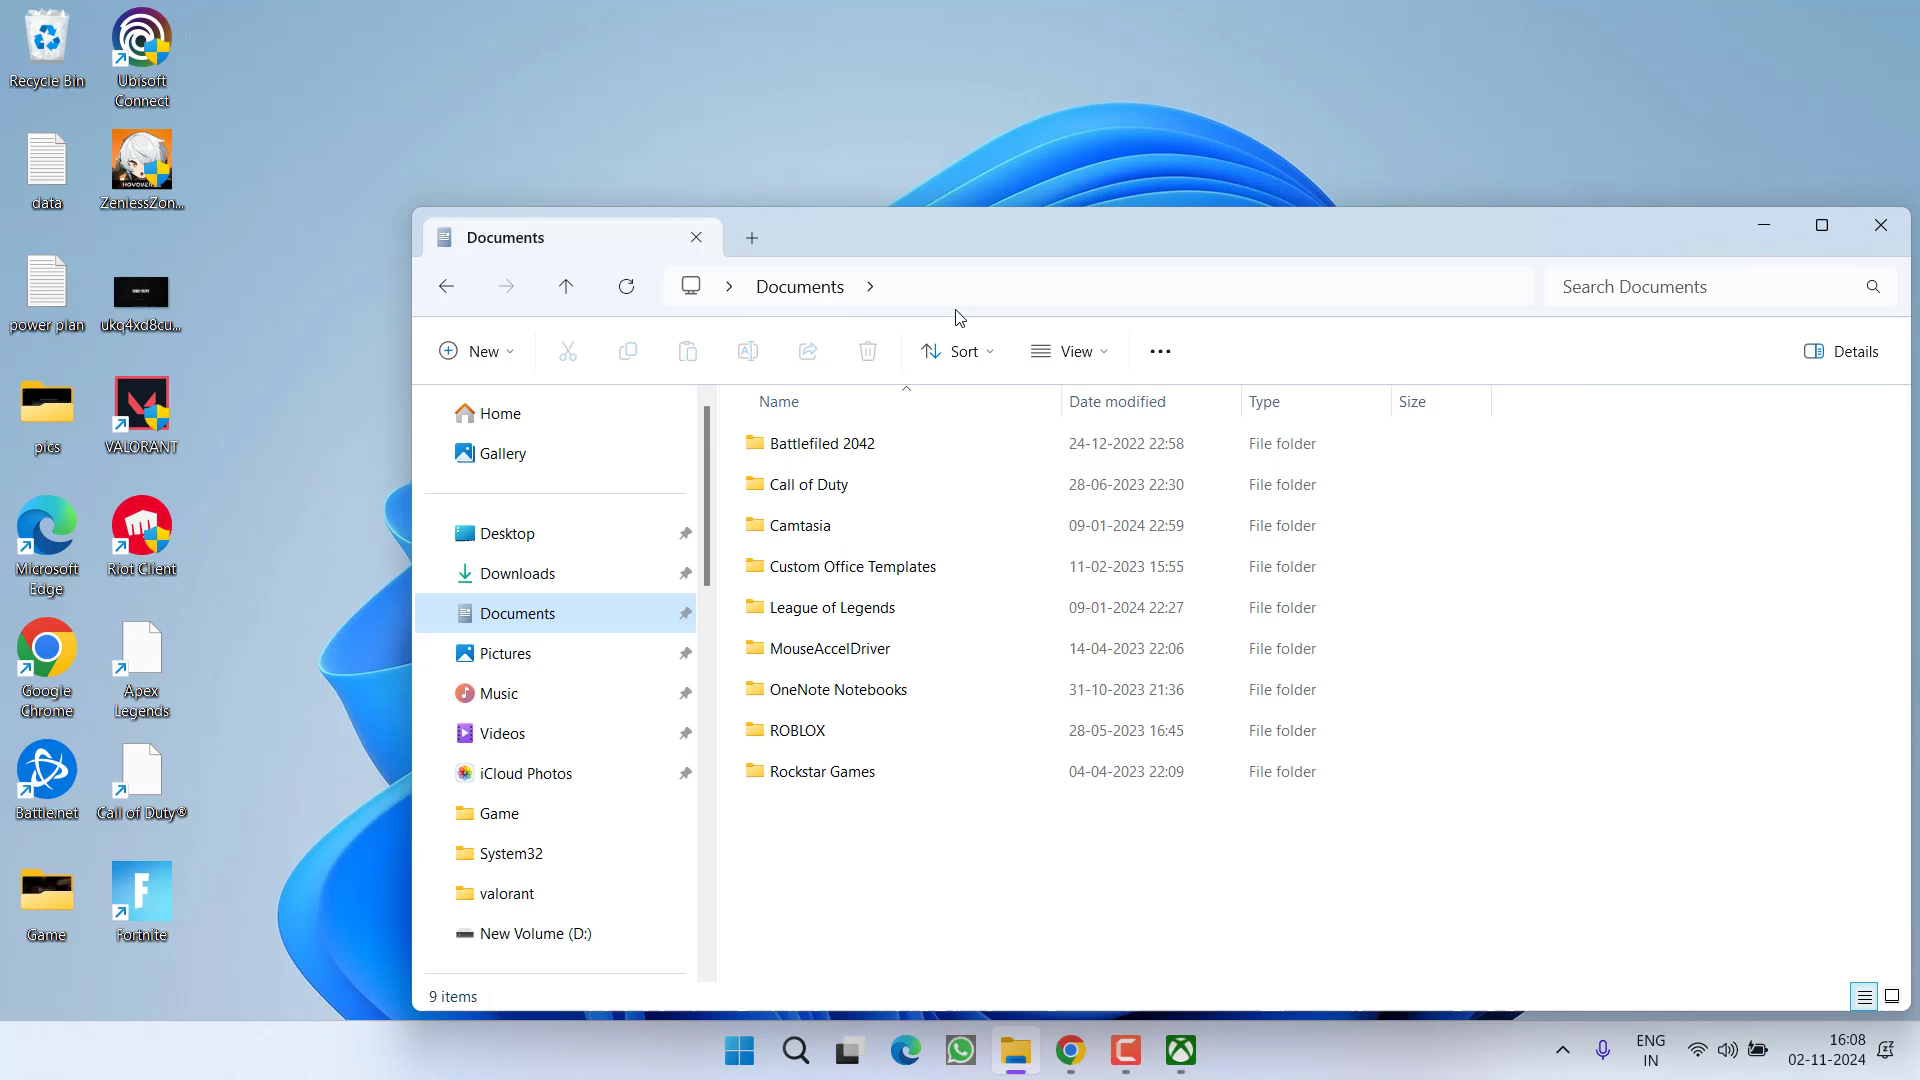 Recycle Bin
Ubisoft
Connect
data
ZenlessZon...
power plan
ukq4xd8cu...
pics
VALORANT
Microsoft
Edge
Riot Client
Google
Chrome
Apex
Legends
Battle.net
Call of Duty®
Game
Fortnite
Documents
Documents
Search Documents
New
Sort
View
Details
Home
Gallery
Desktop
Downloads
Documents
Pictures
Music
Videos
iCloud Photos
Game
System32
valorant
New Volume (D:)
Name Date modified Type Size
Battlefiled 2042 24-12-2022 22:58 File folder
Call of Duty 28-06-2023 22:30 File folder
Camtasia 09-01-2024 22:59 File folder
Custom Office Templates 11-02-2023 15:55 File folder
League of Legends 09-01-2024 22:27 File folder
MouseAccelDriver 14-04-2023 22:06 File folder
OneNote Notebooks 31-10-2023 21:36 File folder
ROBLOX 28-05-2023 16:45 File folder
Rockstar Games 04-04-2023 22:09 File folder
9 items
ENG
IN
16:08
02-11-2024